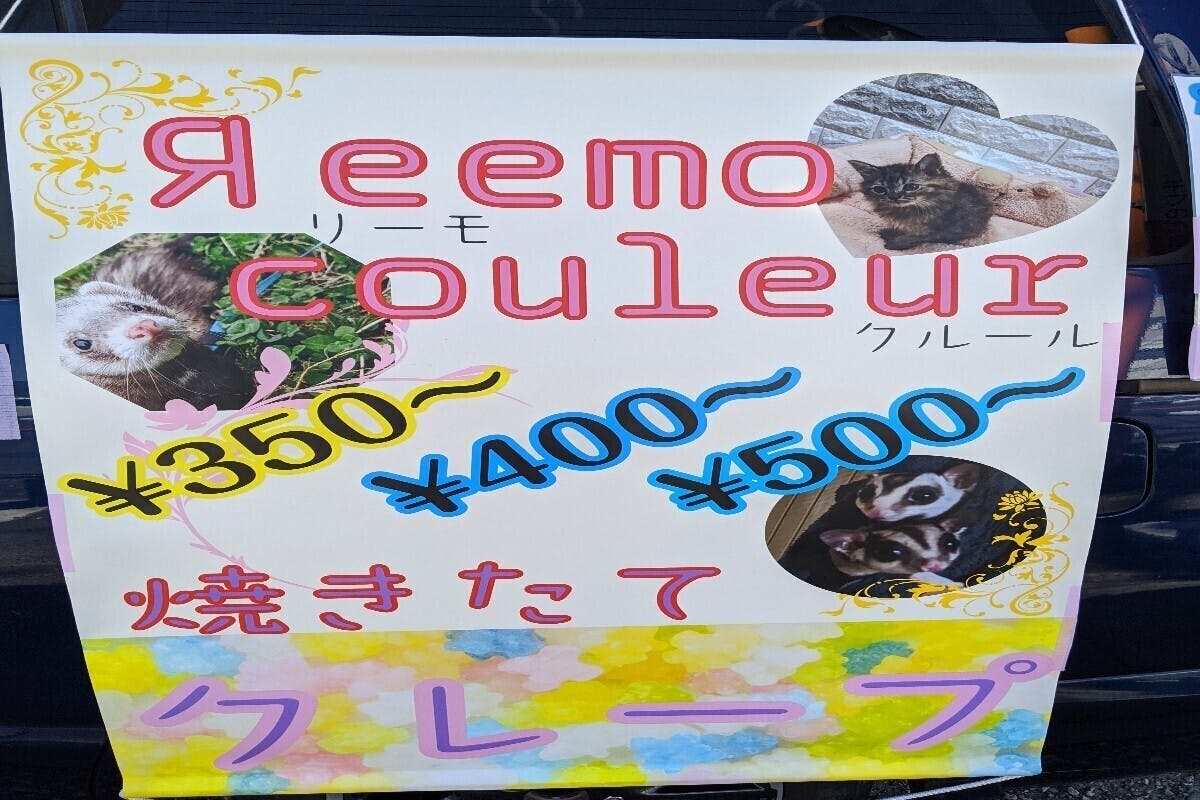 Яeemo
リーモ
couleur
クルール
¥350～ ¥400～ ¥500～
焼きたて
クレープ